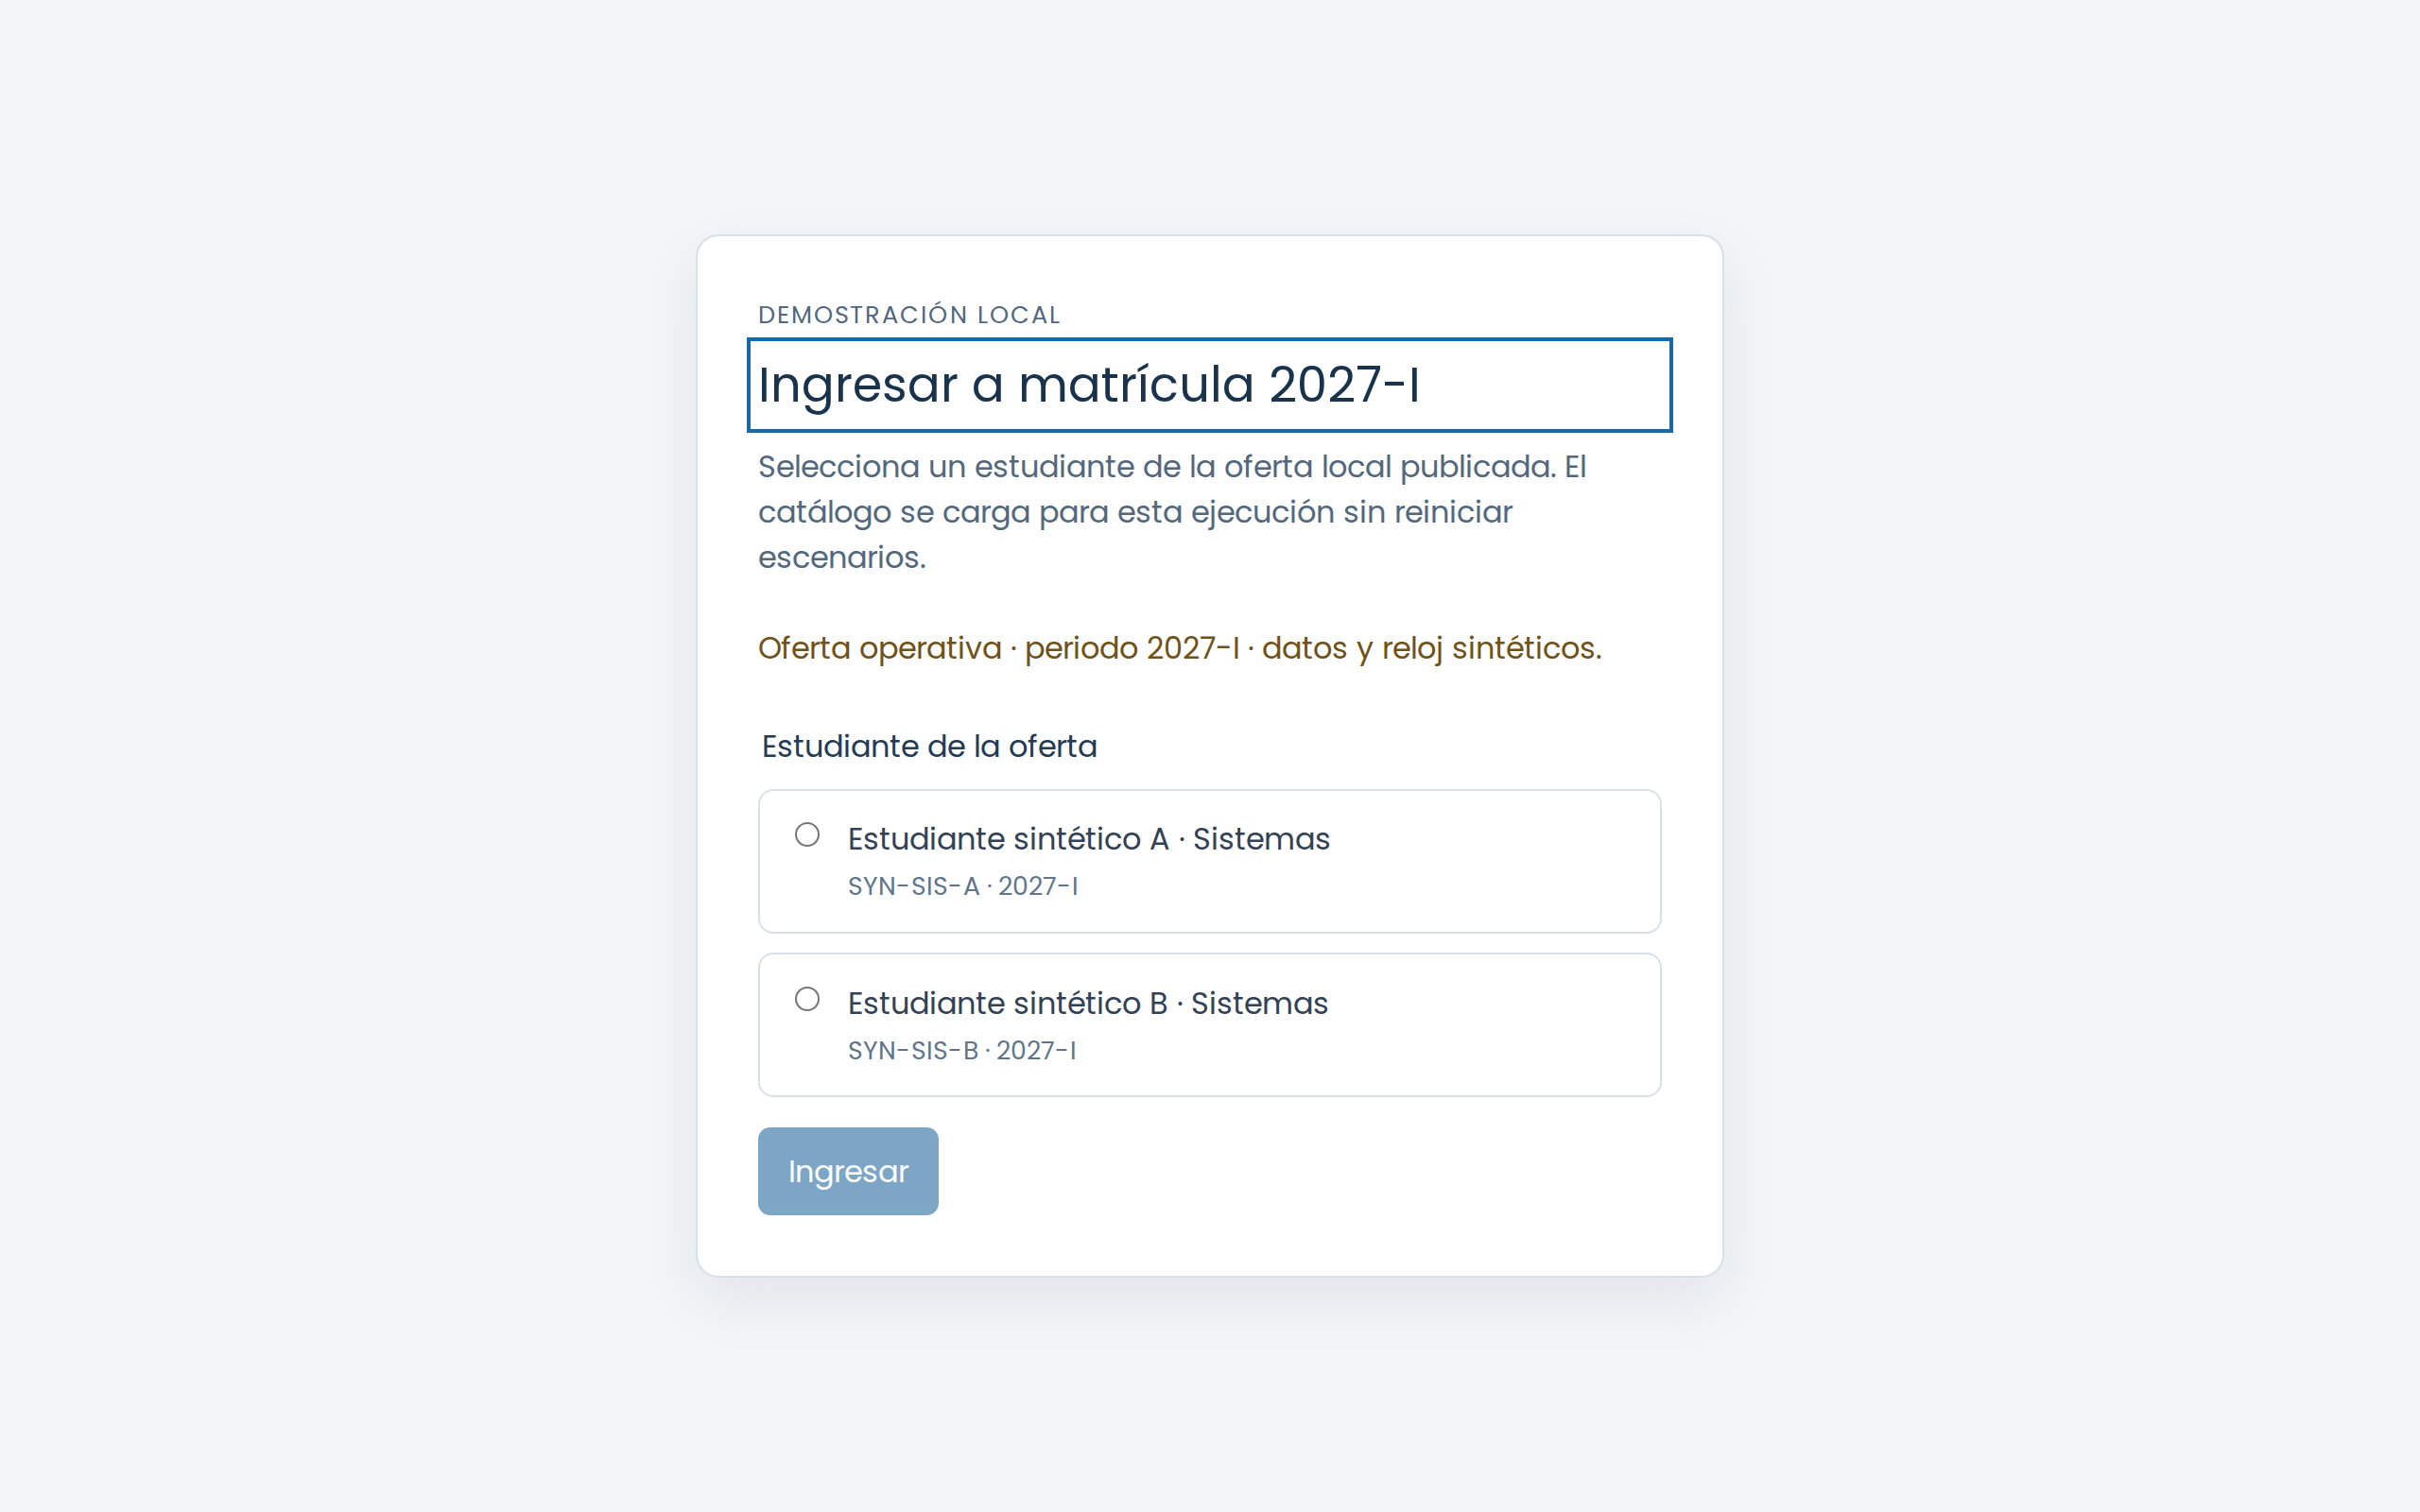 DEMOSTRACIÓN LOCAL
Ingresar a matrícula 2027-I
Selecciona un estudiante de la oferta local publicada. El
catálogo se carga para esta ejecución sin reiniciar
escenarios.
Oferta operativa · periodo 2027-I · datos y reloj sintéticos.
Estudiante de la oferta
Estudiante sintético A · Sistemas
SYN-SIS-A · 2027-I
Estudiante sintético B · Sistemas
SYN-SIS-B · 2027-I
Ingresar